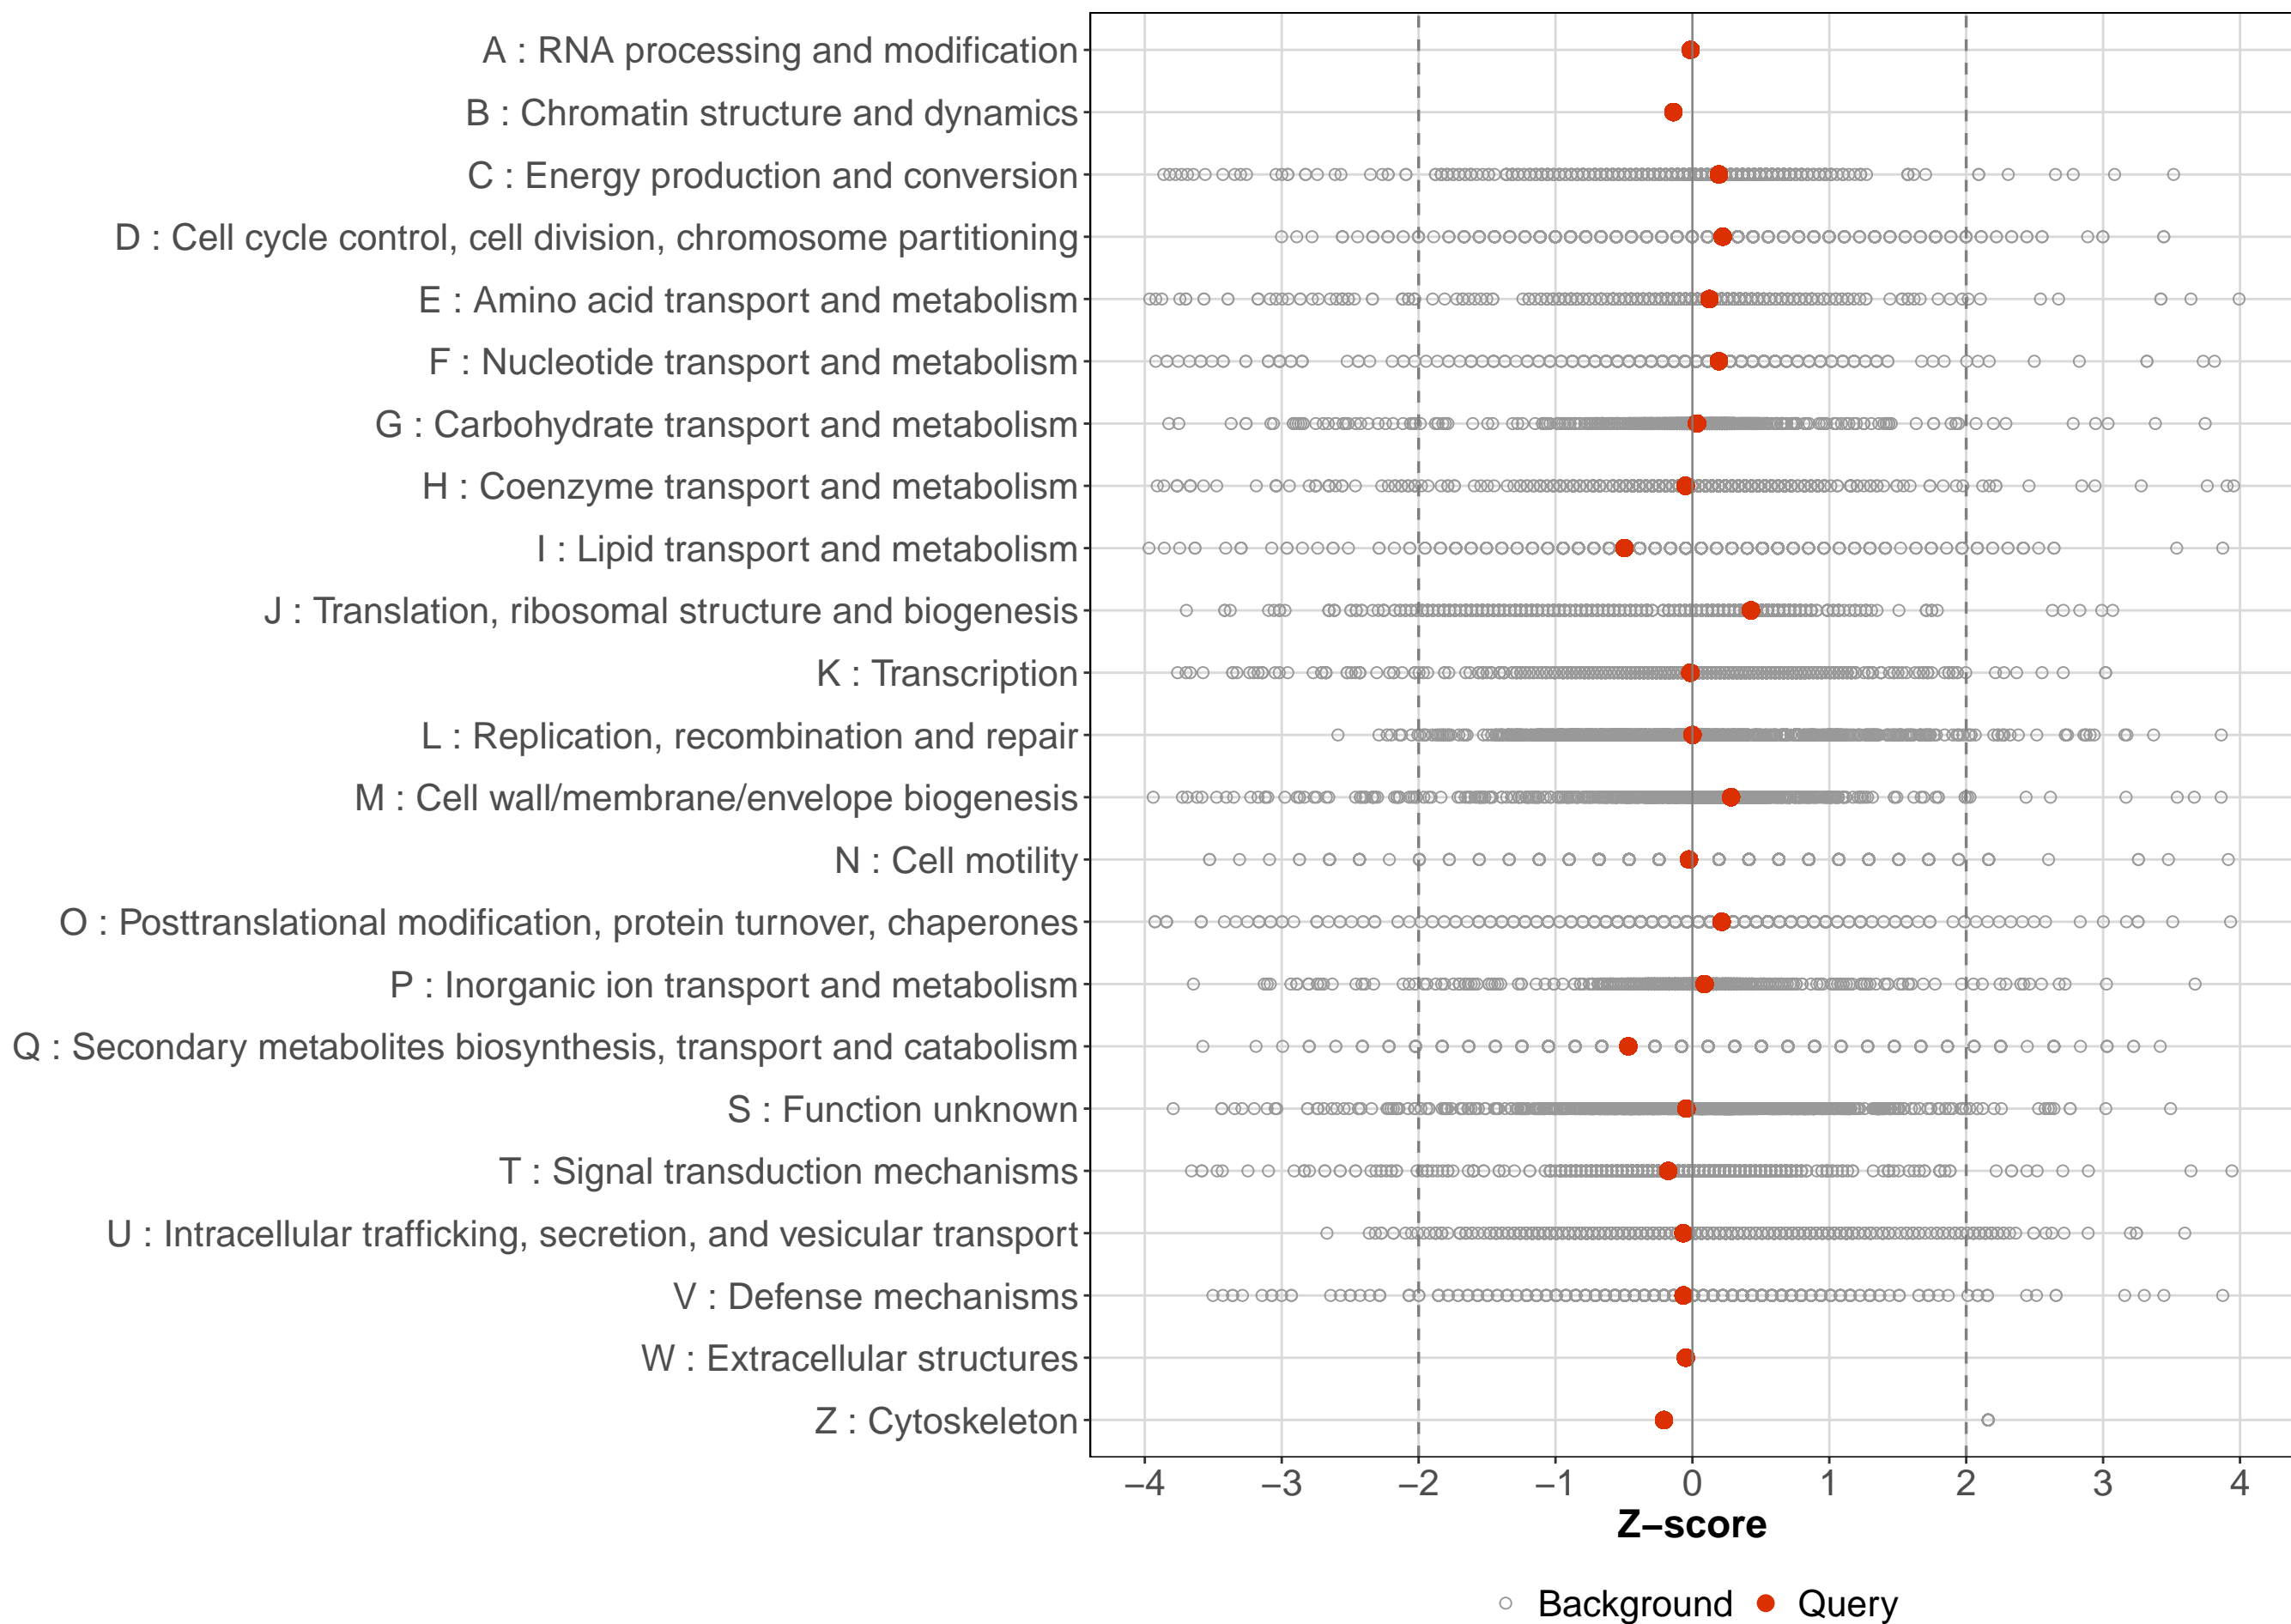 A : RNA processing and modification
B : Chromatin structure and dynamics
C : Energy production and conversion
D : Cell cycle control, cell division, chromosome partitioning
E : Amino acid transport and metabolism
F : Nucleotide transport and metabolism
G : Carbohydrate transport and metabolism
H : Coenzyme transport and metabolism
I : Lipid transport and metabolism
J : Translation, ribosomal structure and biogenesis
K : Transcription
L : Replication, recombination and repair
M : Cell wall/membrane/envelope biogenesis
N : Cell motility
O : Posttranslational modification, protein turnover, chaperones
P : Inorganic ion transport and metabolism
Q : Secondary metabolites biosynthesis, transport and catabolism
S : Function unknown
T : Signal transduction mechanisms
U : Intracellular trafficking, secretion, and vesicular transport
V : Defense mechanisms
W : Extracellular structures
Z : Cytoskeleton
−4 −3 −2 −1 0 1 2 3 4
Z−score
Background Query